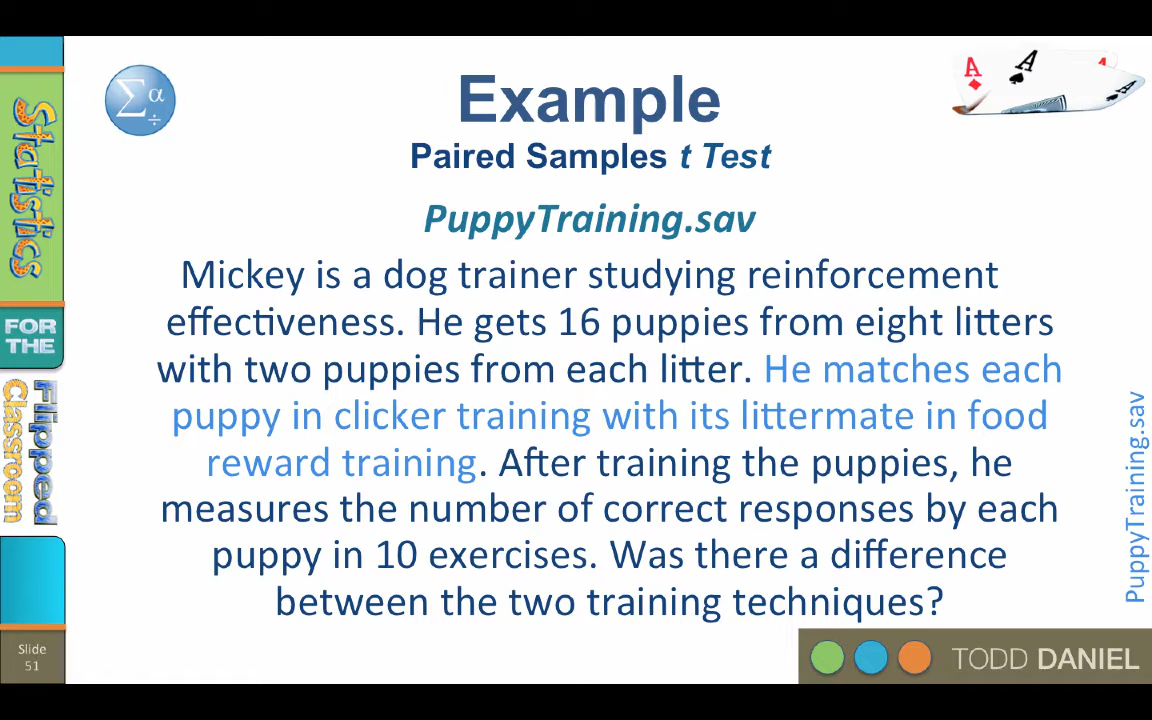 Statistics
FOR
THE
Flipped
Classroom
Slide
51
Σ α
÷
A A A A
Example
Paired Samples t Test
PuppyTraining.sav
Mickey is a dog trainer studying reinforcement
effectiveness. He gets 16 puppies from eight litters
with two puppies from each litter. He matches each
puppy in clicker training with its littermate in food
reward training. After training the puppies, he
measures the number of correct responses by each
puppy in 10 exercises. Was there a difference
between the two training techniques?
PuppyTraining.sav
TODD DANIEL